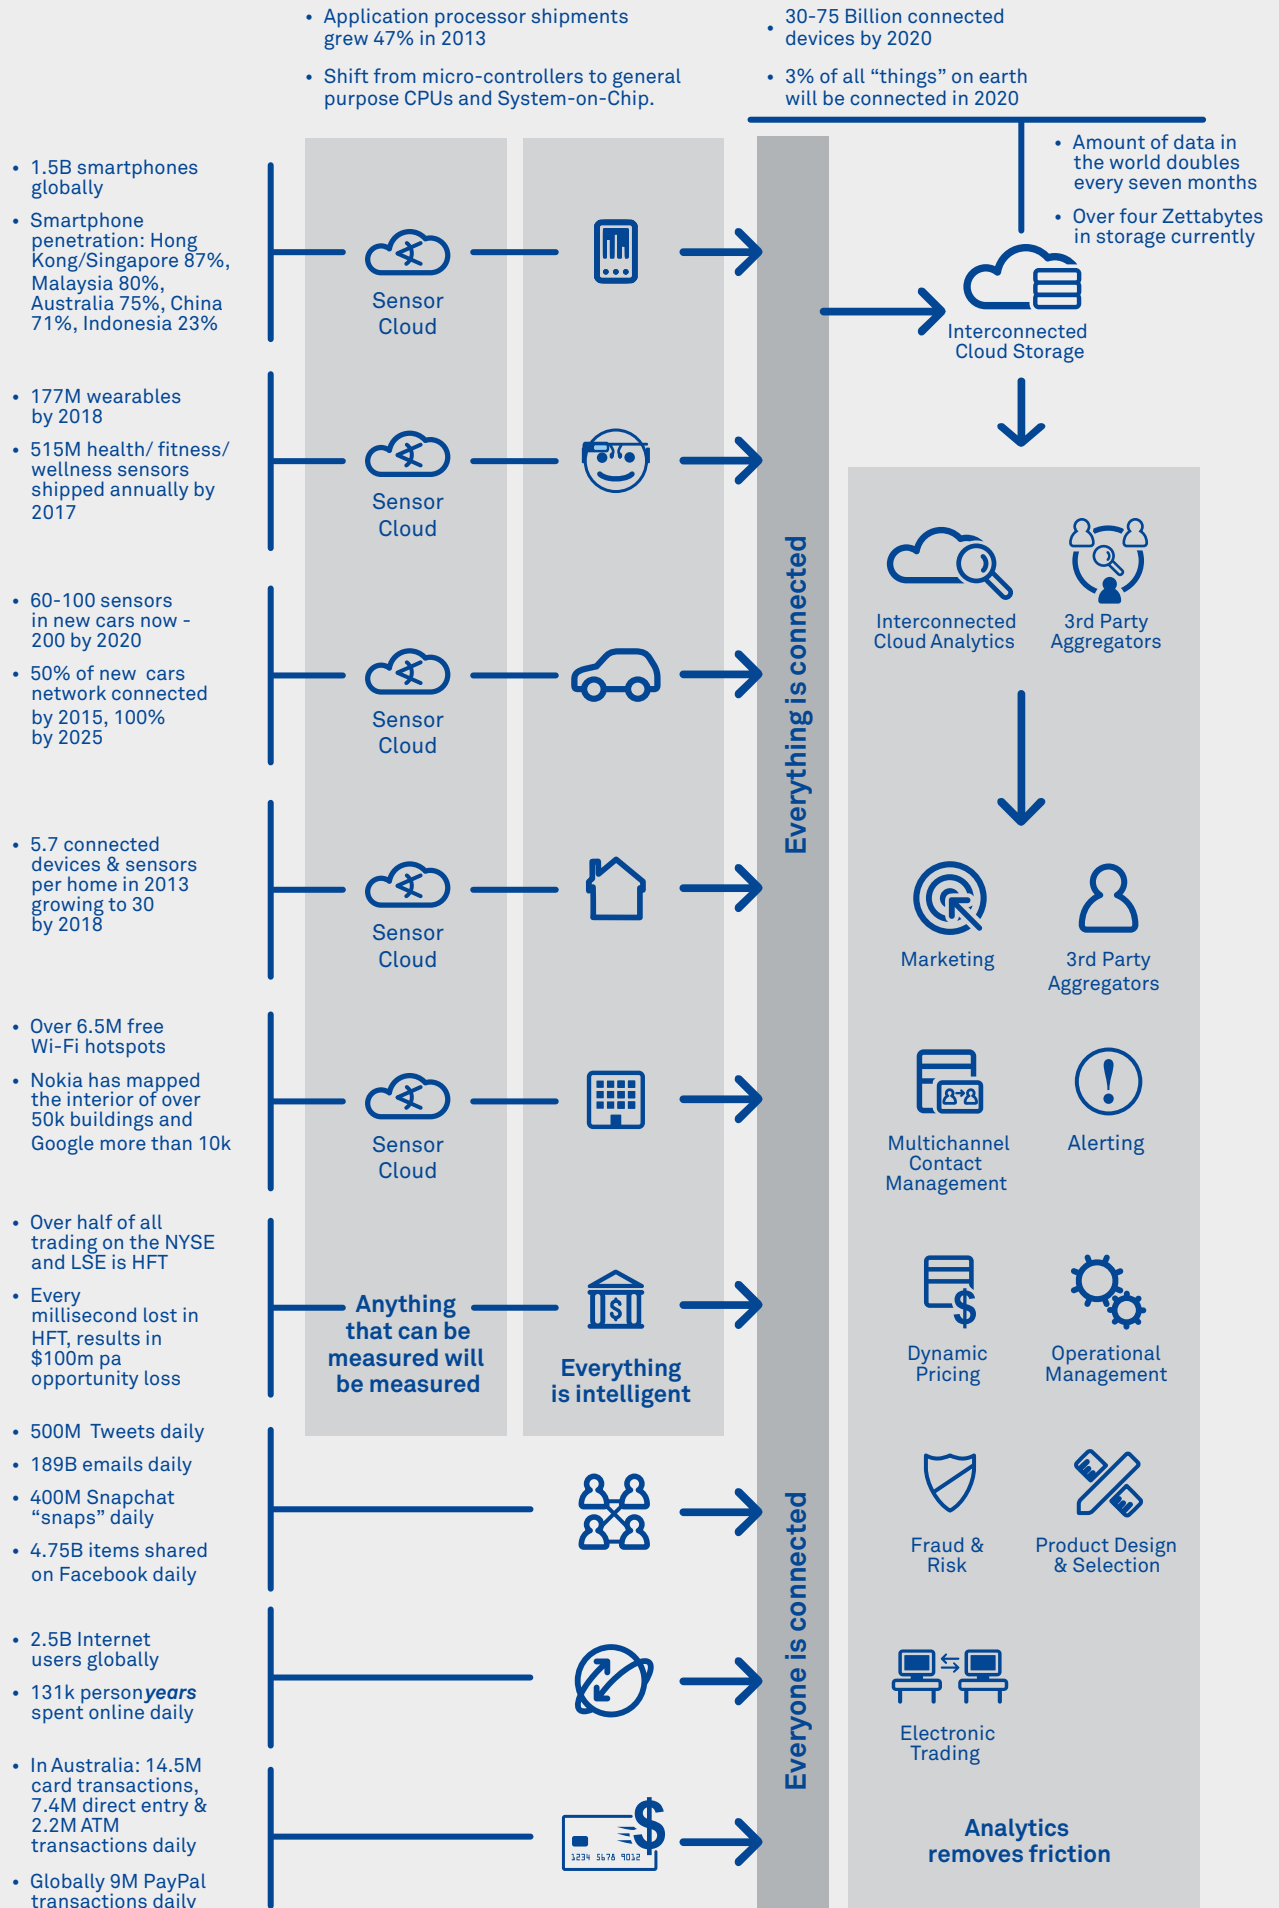 • Application processor shipments
grew 47% in 2013
• Shift from micro-controllers to general
purpose CPUs and System-on-Chip.
• 30-75 Billion connected
devices by 2020
• 3% of all “things” on earth
will be connected in 2020
• Amount of data in
the world doubles
every seven months
• Over four Zettabytes
in storage currently
• 1.5B smartphones
globally
• Smartphone
penetration: Hong
Kong/Singapore 87%,
Malaysia 80%,
Australia 75%, China
71%, Indonesia 23%
Sensor
Cloud
• 177M wearables
by 2018
• 515M health/ fitness/
wellness sensors
shipped annually by
2017
Sensor
Cloud
• 60-100 sensors
in new cars now -
200 by 2020
• 50% of new cars
network connected
by 2015, 100%
by 2025
Sensor
Cloud
• 5.7 connected
devices & sensors
per home in 2013
growing to 30
by 2018
Sensor
Cloud
• Over 6.5M free
Wi-Fi hotspots
• Nokia has mapped
the interior of over
50k buildings and
Google more than 10k
Sensor
Cloud
• Over half of all
trading on the NYSE
and LSE is HFT
• Every
millisecond lost in
HFT, results in
$100m pa
opportunity loss
Anything
that can be
measured will
be measured
$
Everything
is intelligent
• 500M Tweets daily
• 189B emails daily
• 400M Snapchat
“snaps” daily
• 4.75B items shared
on Facebook daily
• 2.5B Internet
users globally
• 131k person years
spent online daily
• In Australia: 14.5M
card transactions,
7.4M direct entry &
2.2M ATM
transactions daily
• Globally 9M PayPal
transactions daily
$
1234 5678 9012
Everything is connected
Everyone is connected
Interconnected
Cloud Storage
Interconnected
Cloud Analytics
3rd Party
Aggregators
Marketing
3rd Party
Aggregators
Multichannel
Contact
Management
!
Alerting
$
Dynamic
Pricing
Operational
Management
Fraud &
Risk
Product Design
& Selection
Electronic
Trading
Analytics
removes friction